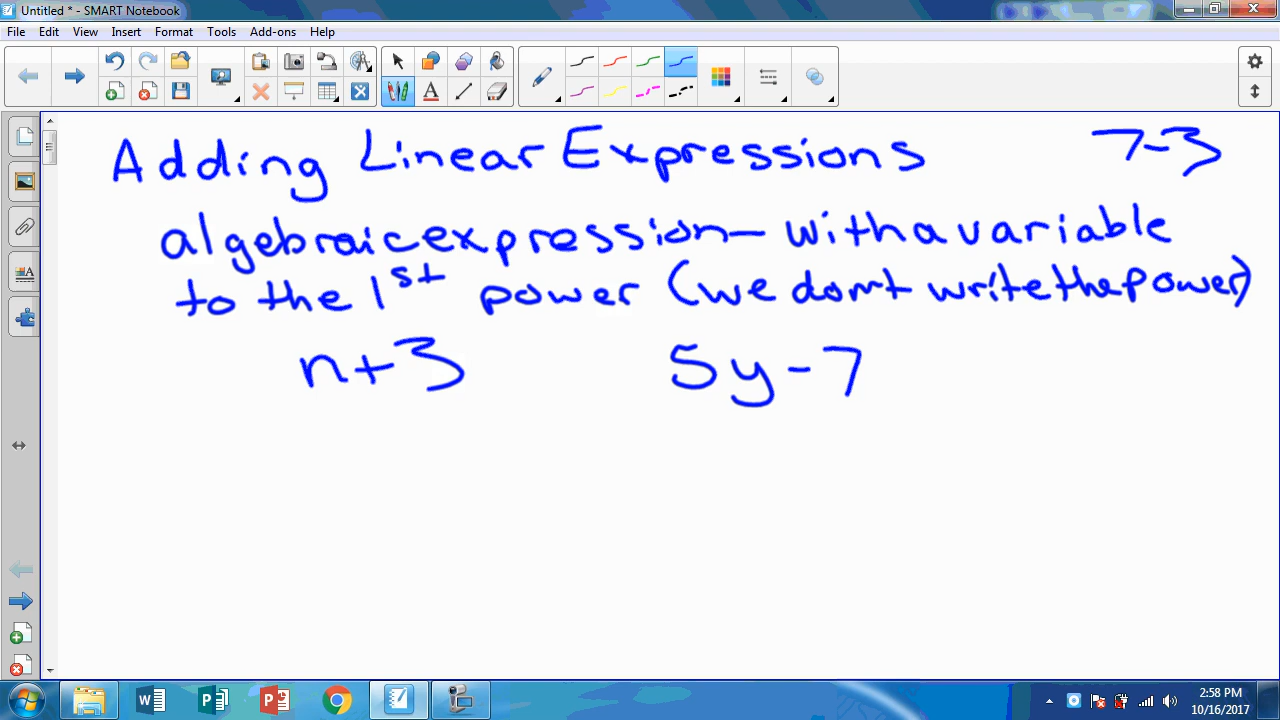 Untitled * - SMART Notebook
File Edit View Insert Format Tools Add-ons Help
Adding Linear Expressions 7-3
algebraic expression - with a variable
to the 1st power (we don't write the power)
n+3 5y-7
2:58 PM
10/16/2017